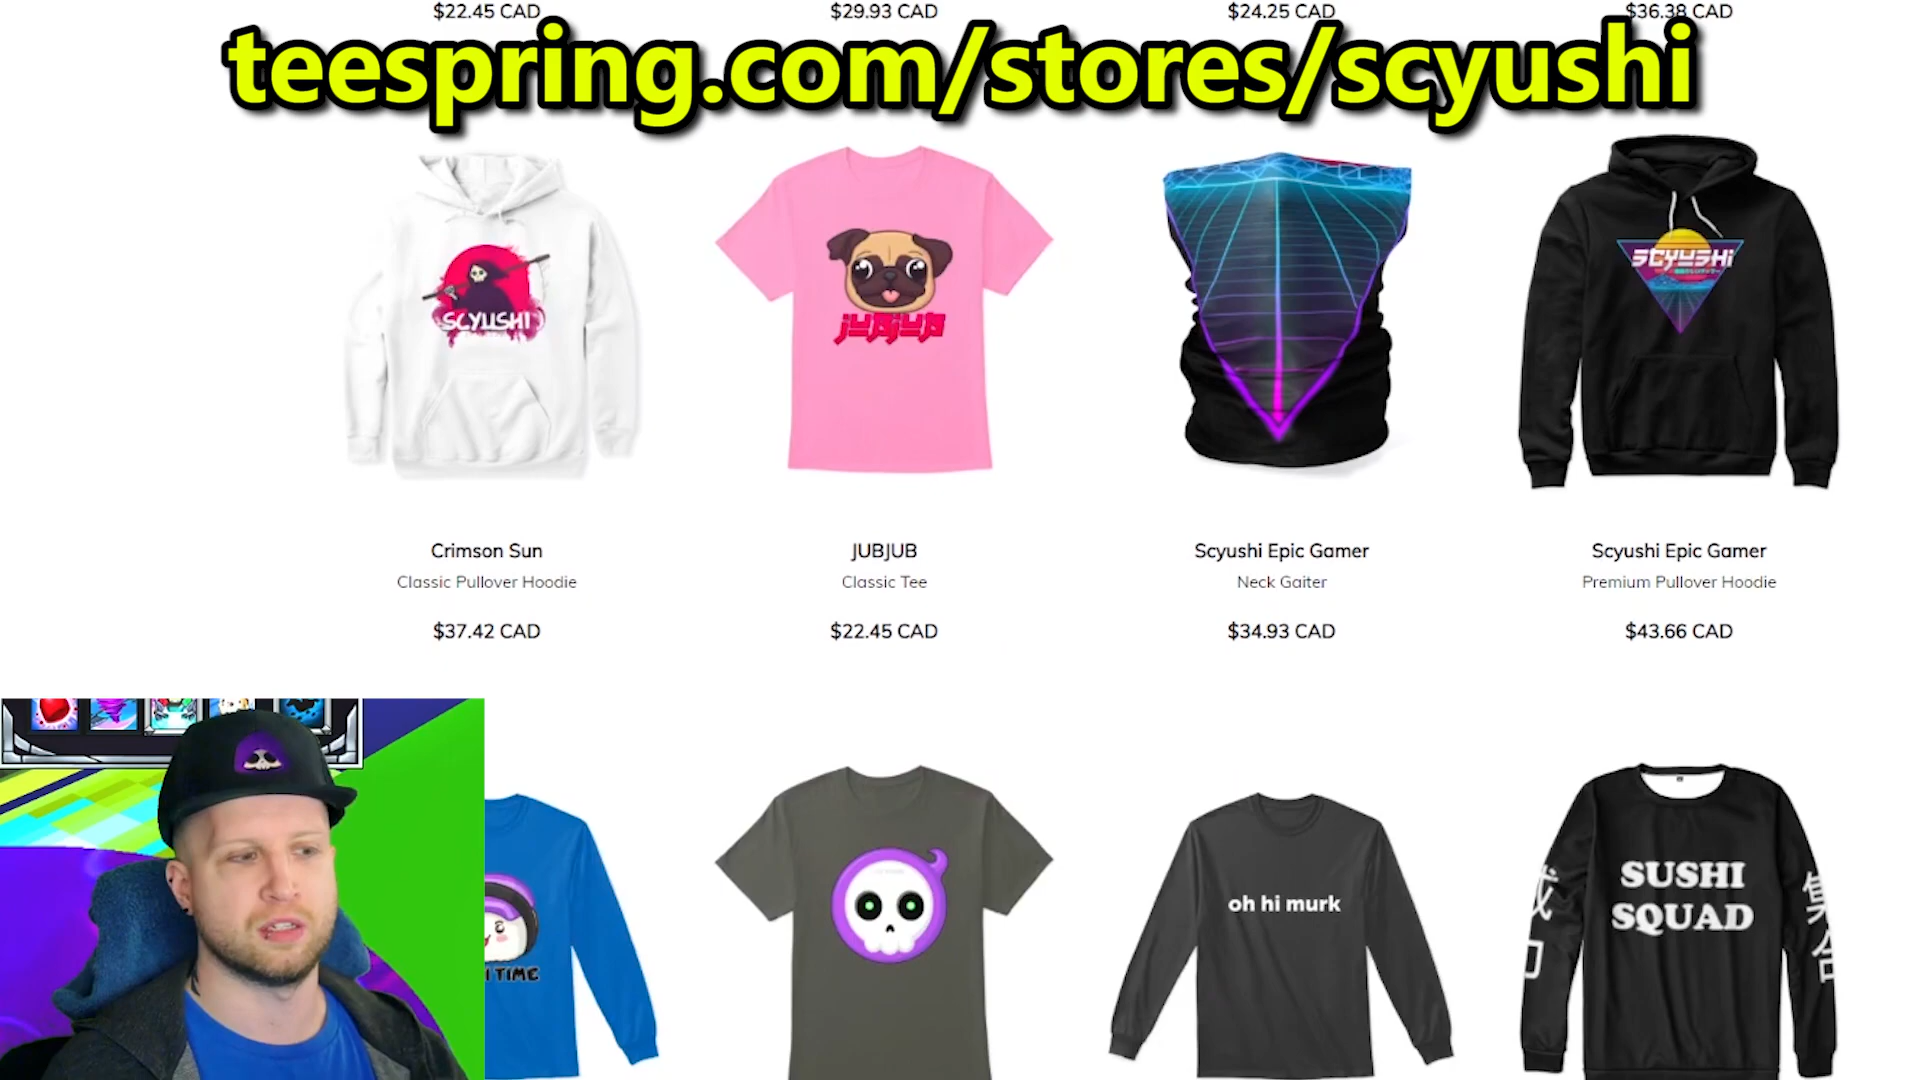 $22.45 CAD
$29.93 CAD
$24.25 CAD
$36.38 CAD
teespring.com/stores/scyushi
SCYUSHI
jUBjUB
SCYUSHi
Crimson Sun
JUBJUB
Scyushi Epic Gamer
Scyushi Epic Gamer
Classic Pullover Hoodie
Classic Tee
Neck Gaiter
Premium Pullover Hoodie
$37.42 CAD
$22.45 CAD
$34.93 CAD
$43.66 CAD
TIME
oh hi murk
SUSHI
SQUAD
集
合